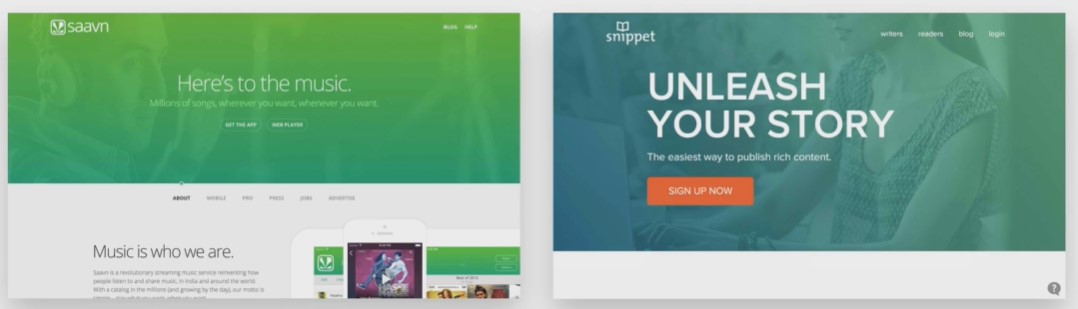 saavn
BLOG HELP
Here's to the music.
Millions of songs, wherever you want, whenever you want.
GET THE APP WEB PLAYER
ABOUT MOBILE PRO PRESS JOBS ADVERTISE
Music is who we are.
Saavn is a revolutionary streaming music service reinventing how
people listen to and share music, in India and around the world.
With a catalog in the millions (and growing by the day), our motto is
snippet
writers readers blog login
UNLEASH
YOUR STORY
The easiest way to publish rich content.
SIGN UP NOW
?